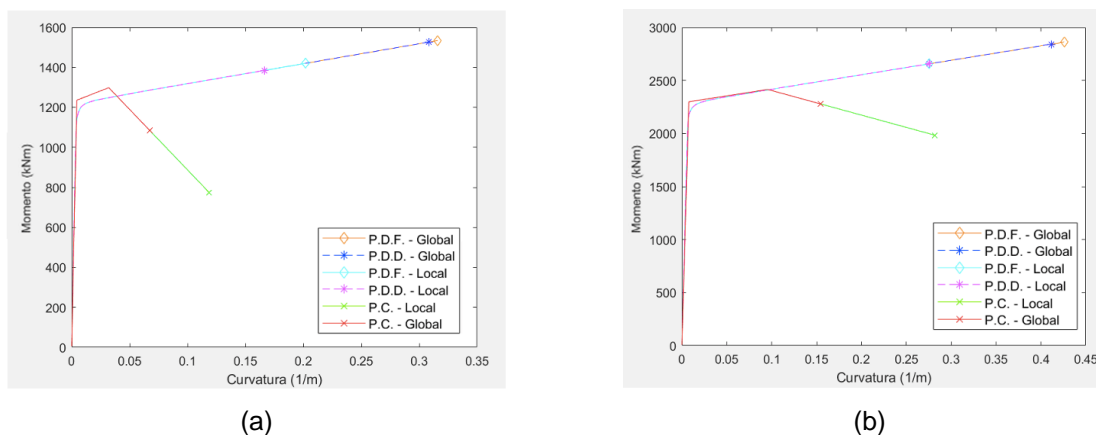 1600
1400
1200
1000
800
600
400
200
0
Momento (kNm)
0
0.05
0.1
0.15
0.2
0.25
0.3
0.35
Curvatura (1/m)
P.D.F. - Global
P.D.D. - Global
P.D.F. - Local
P.D.D. - Local
P.C. - Local
P.C. - Global
(a)
3000
2500
2000
1500
1000
500
0
Momento (kNm)
0
0.05
0.1
0.15
0.2
0.25
0.3
0.35
0.4
0.45
Curvatura (1/m)
P.D.F. - Global
P.D.D. - Global
P.D.F. - Local
P.D.D. - Local
P.C. - Local
P.C. - Global
(b)